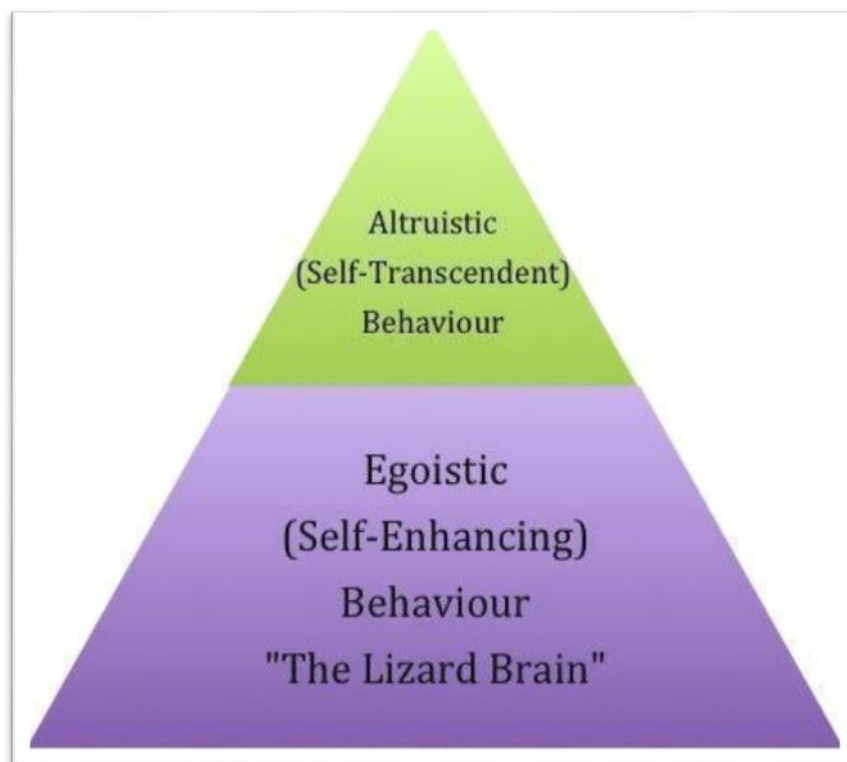 Altruistic
(Self-Transcendent)
Behaviour
Egoistic
(Self-Enhancing)
Behaviour
"The Lizard Brain"